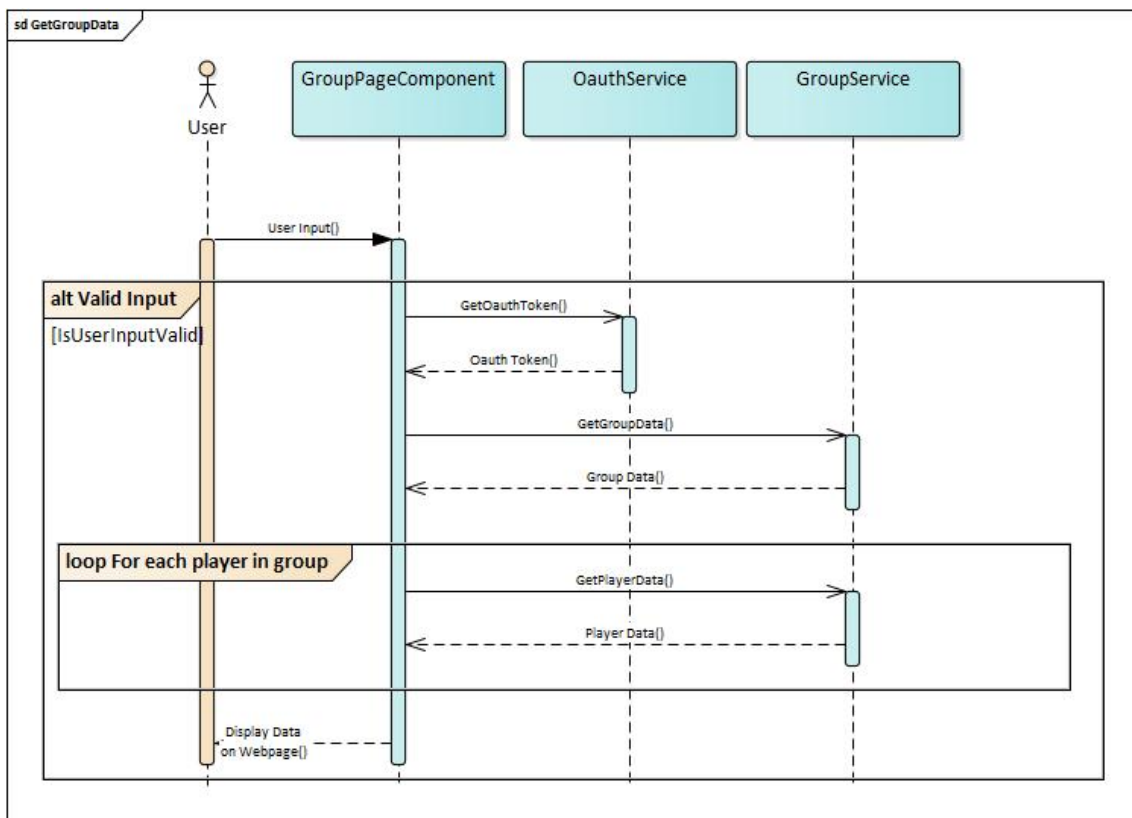 sd GetGroupData
User
GroupPageComponent
OauthService
GroupService
User Input()
alt Valid Input
[IsUserInputValid]
GetOauthToken()
Oauth Token()
GetGroupData()
Group Data()
loop For each player in group
GetPlayerData()
Player Data()
Display Data
on Webpage()